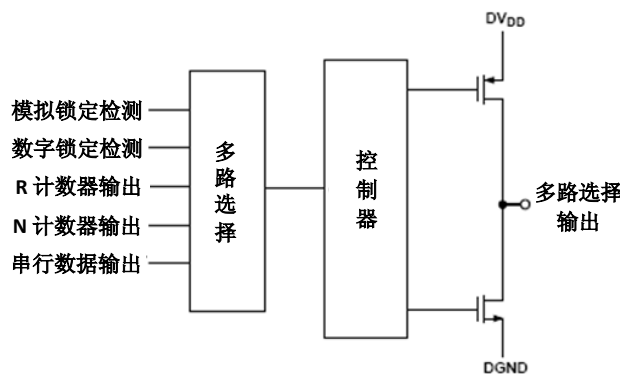 DVDD
模拟锁定检测
数字锁定检测
R 计数器输出
N 计数器输出
串行数据输出
多路选择
控制器
多路选择
输出
DGND